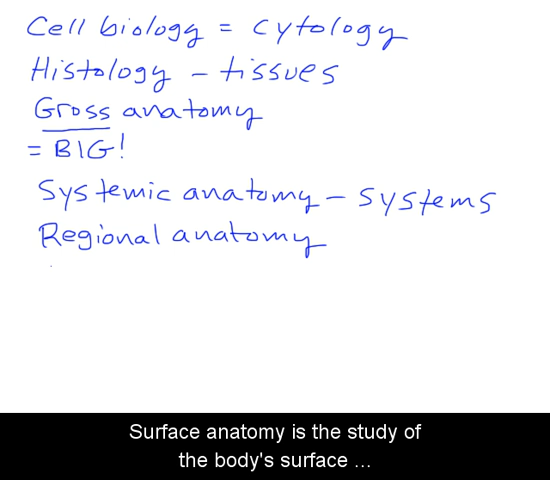 Cell biology = cytology
Histology - tissues
Gross anatomy
= BIG!
Systemic anatomy - systems
Regional anatomy
Surface anatomy is the study of
the body's surface ...